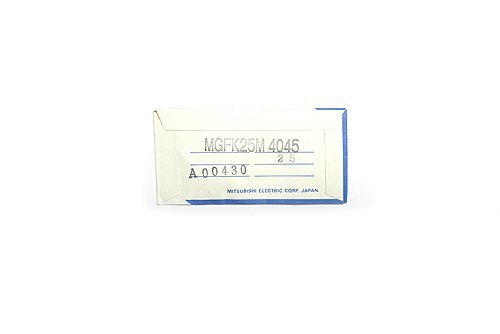 MGFK25M 4045
25
A00430
MITSUBISHI ELECTRIC CORP. JAPAN